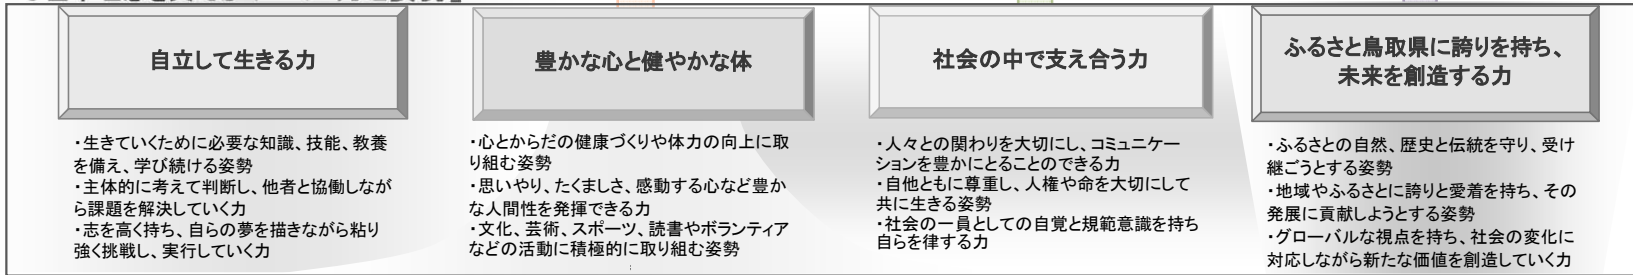 自立して生きる力
・生きていくために必要な知識、技能、教養
を備え、学び続ける姿勢
・主体的に考えて判断し、他者と協働しなが
ら課題を解決していく力
・志を高く持ち、自らの夢を描きながら粘り
強く挑戦し、実行していく力
豊かな心と健やかな体
・心とからだの健康づくりや体力の向上に取
り組む姿勢
・思いやり、たくましさ、感動する心など豊か
な人間性を発揮できる力
・文化、芸術、スポーツ、読書やボランティア
などの活動に積極的に取り組む姿勢
社会の中で支え合う力
・人々との関わりを大切にし、コミュニケー
ションを豊かにとることのできる力
・自他ともに尊重し、人権や命を大切にして
共に生きる姿勢
・社会の一員としての自覚と規範意識を持ち
自らを律する力
ふるさと鳥取県に誇りを持ち、
未来を創造する力
・ふるさとの自然、歴史と伝統を守り、受け
継ごうとする姿勢
・地域やふるさとに誇りと愛着を持ち、その
発展に貢献しようとする姿勢
・グローバルな視点を持ち、社会の変化に
対応しながら新たな価値を創造していく力